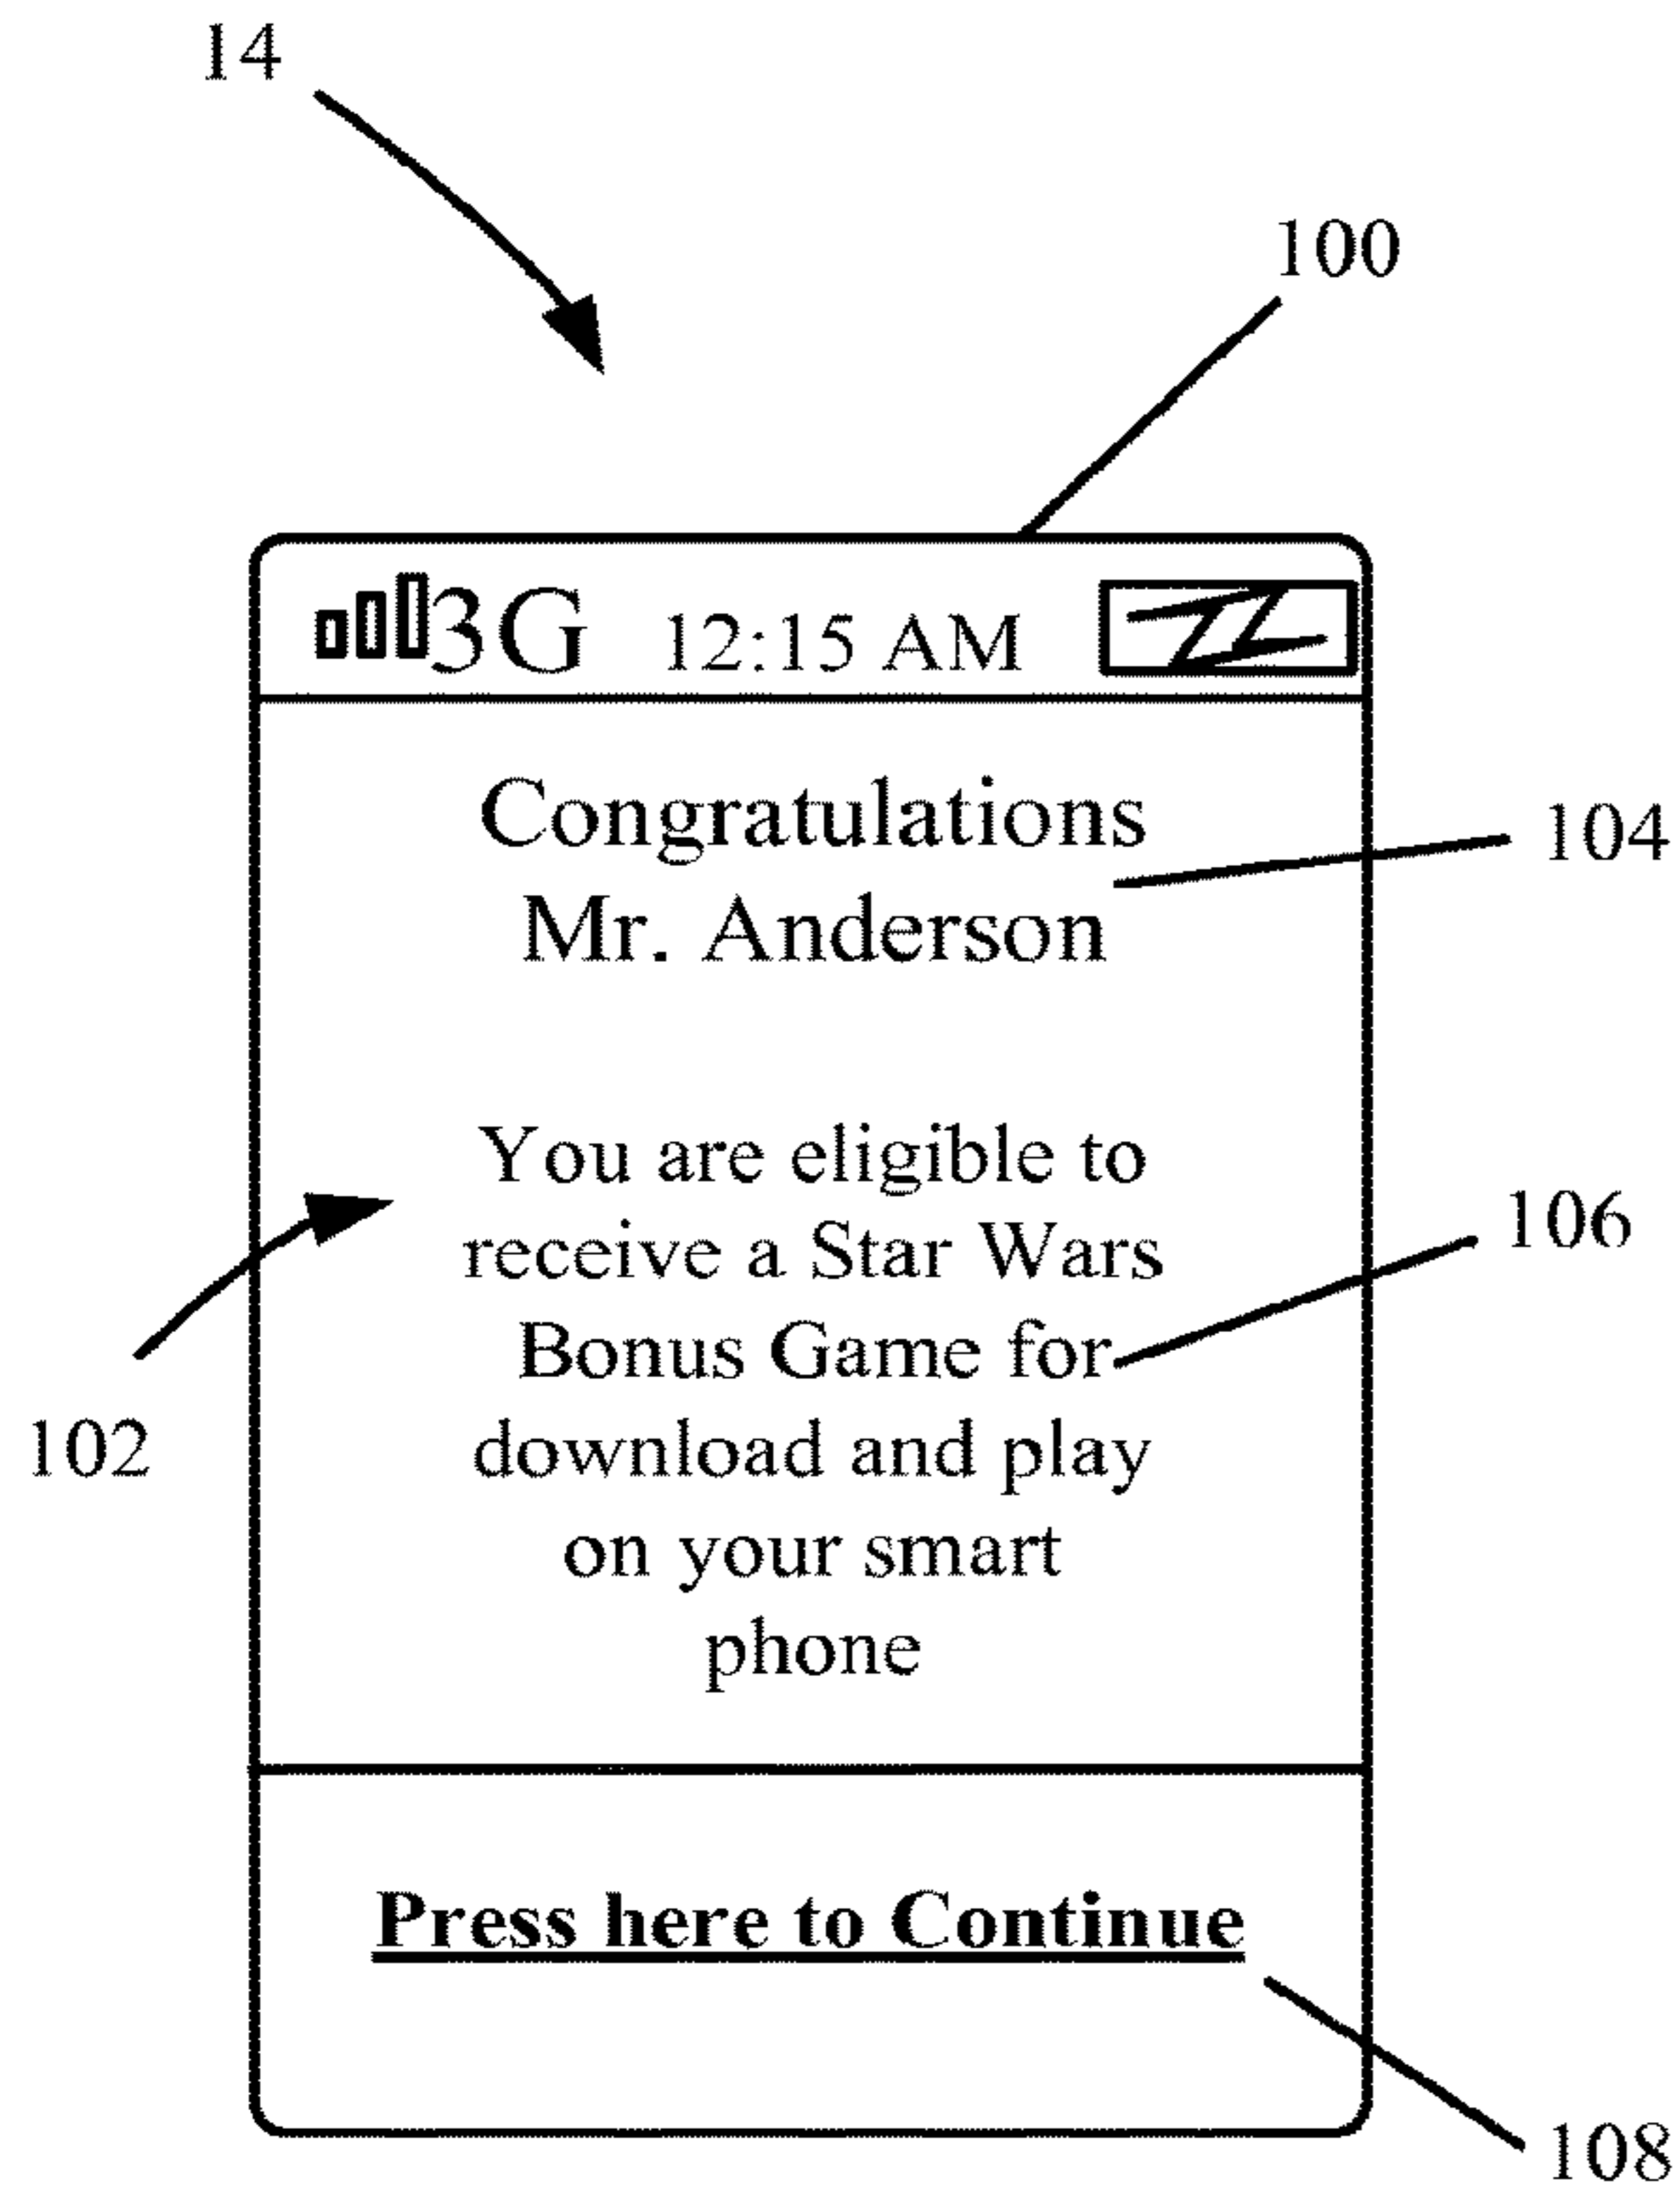 14
100
3G 12:15 AM
Congratulations
104
Mr. Anderson
You are eligible to
receive a Star Wars
106
Bonus Game for
download and play
102
on your smart
phone
Press here to Continue
108